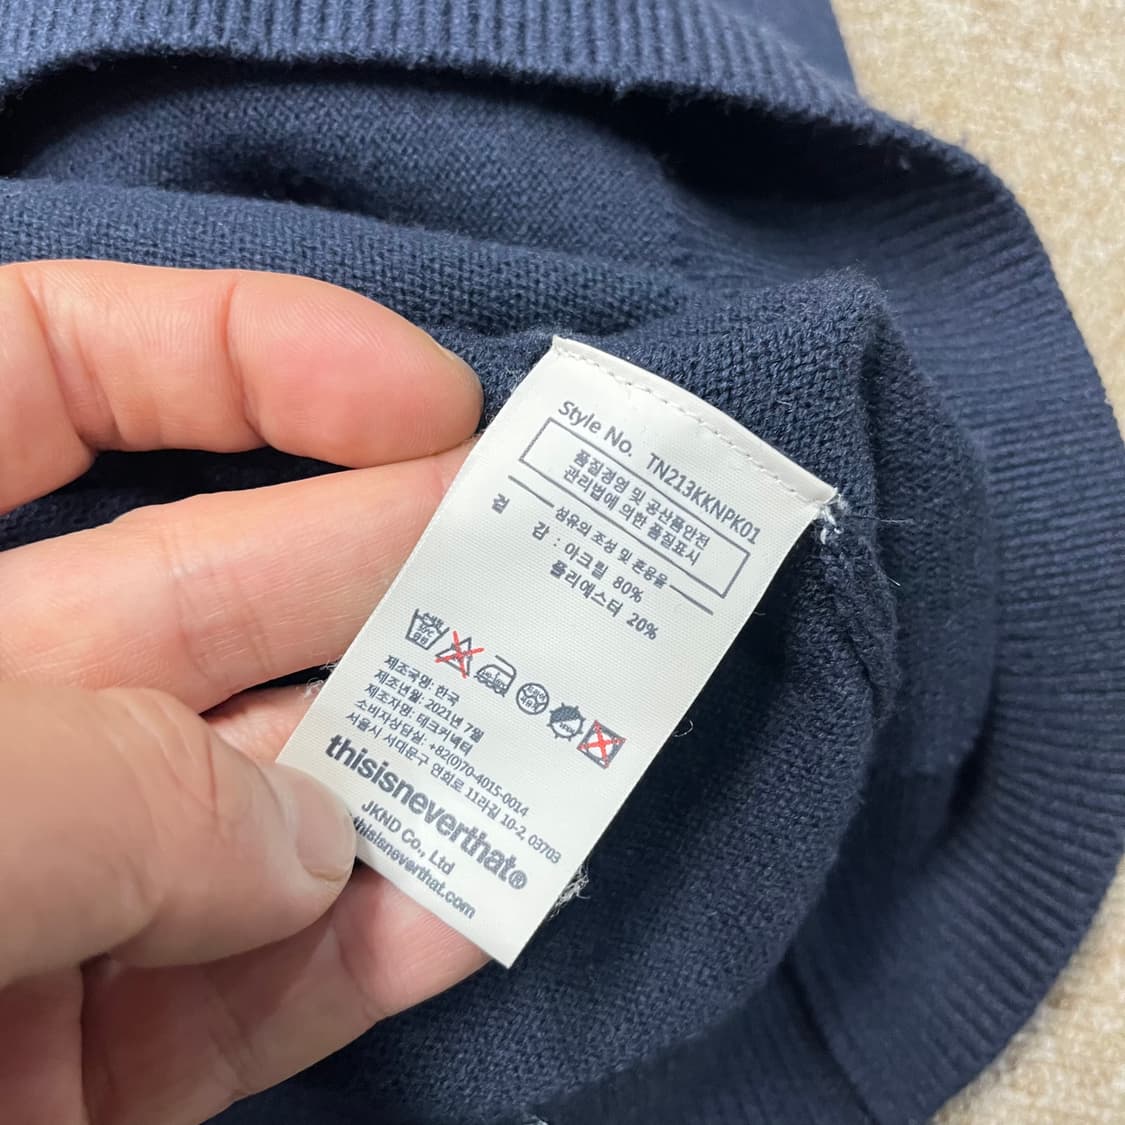 Style No. TN213KKNPK01
품질경영 및 공산품안전
관리법에 의한 품질표시
섬유의 조성 및 혼용율
겉 감 : 아크릴 80%
폴리에스터 20%
제조국명: 한국
제조년월: 2021년 7월
제조자명: 테크커넥터
소비자상담실: +82(0)70-4015-0014
서울시 서대문구 연희로 11라길 10-2, 03703
thisisneverthat®
JKND Co., Ltd
thisisneverthat.com